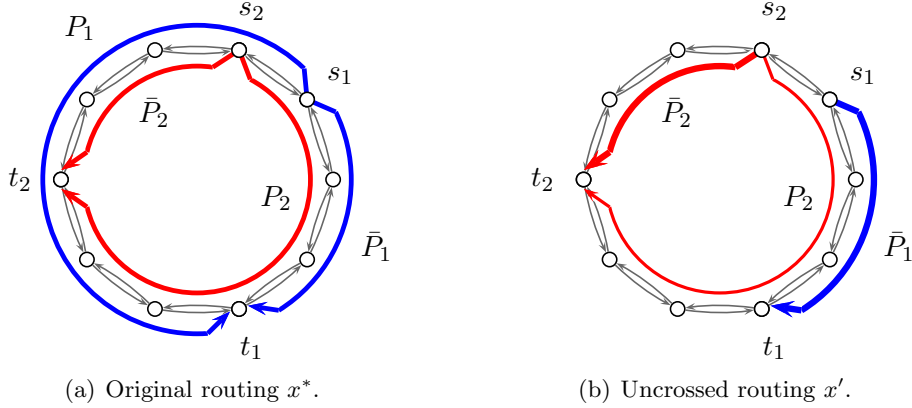 P₁
s₂
s₁
P̄₂
t₂
P₂
P̄₁
t₁
(a) Original routing x*.
s₂
s₁
P̄₂
t₂
P₂
P̄₁
t₁
(b) Uncrossed routing x′.